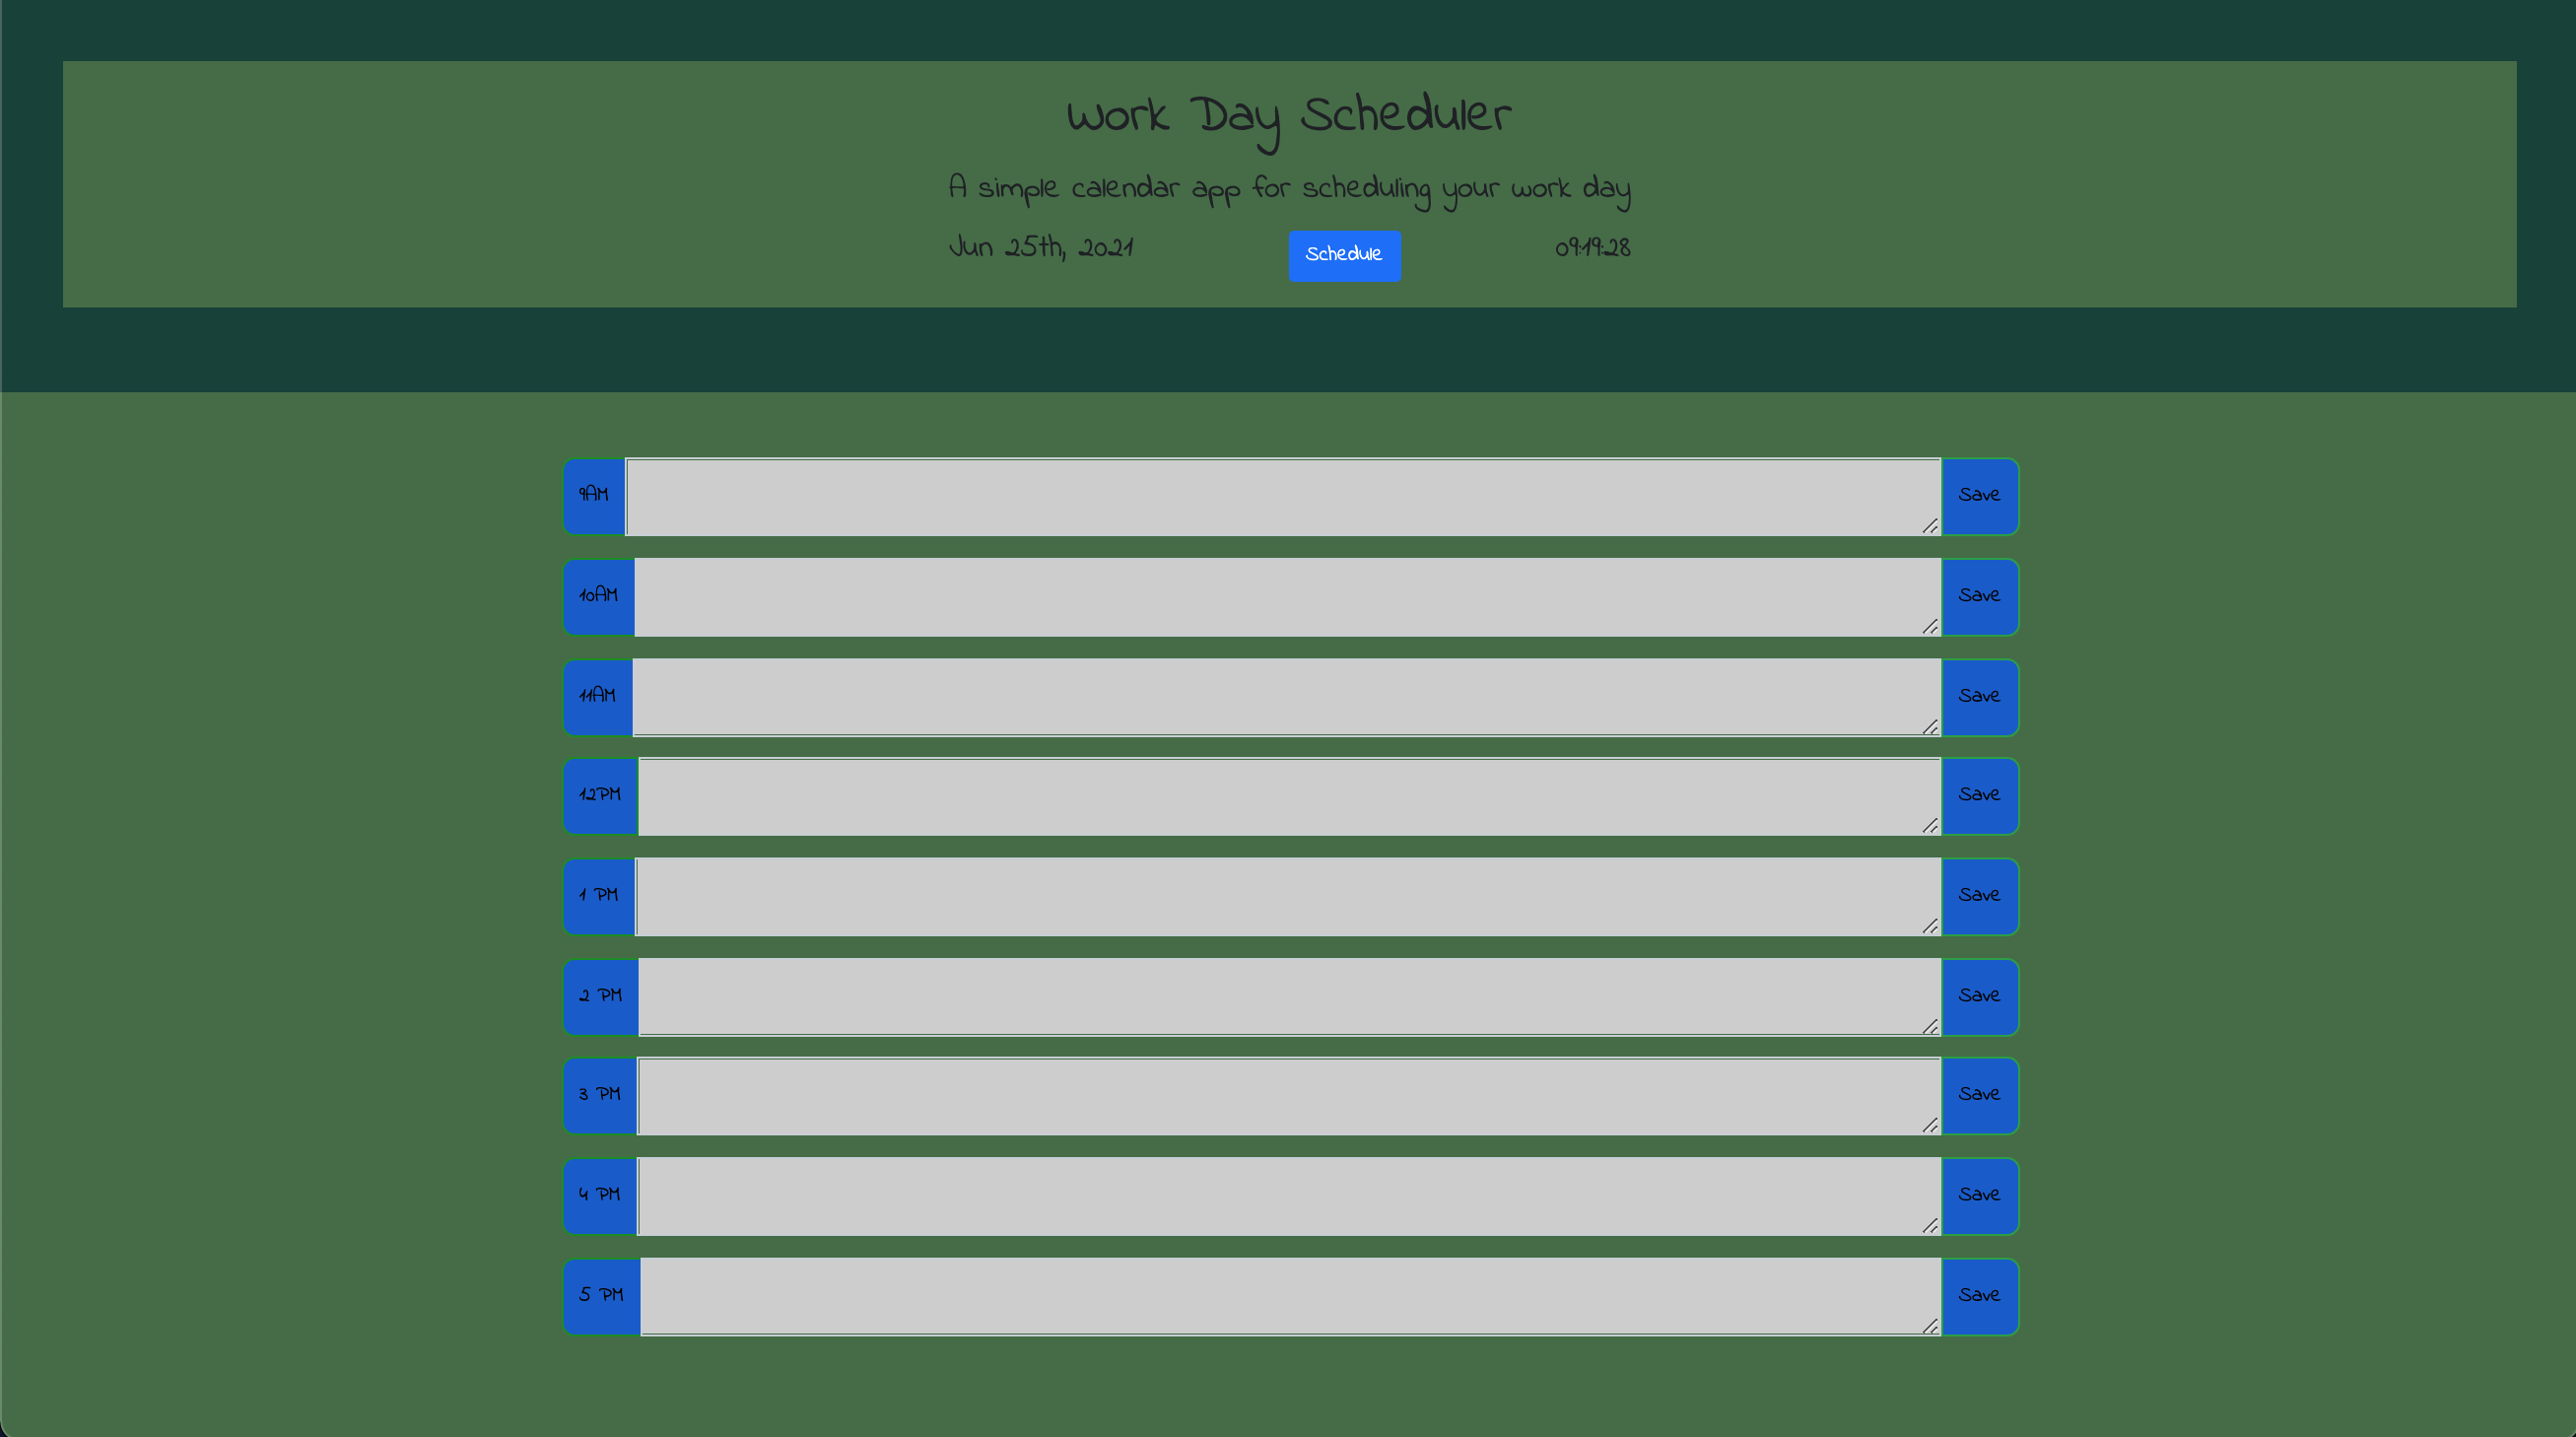 Work Day Scheduler
A simple calendar app for scheduling your work day
Jun 25th, 2021 Schedule 09:19:28
9AM Save
10AM Save
11AM Save
12PM Save
1 PM Save
2 PM Save
3 PM Save
4 PM Save
5 PM Save